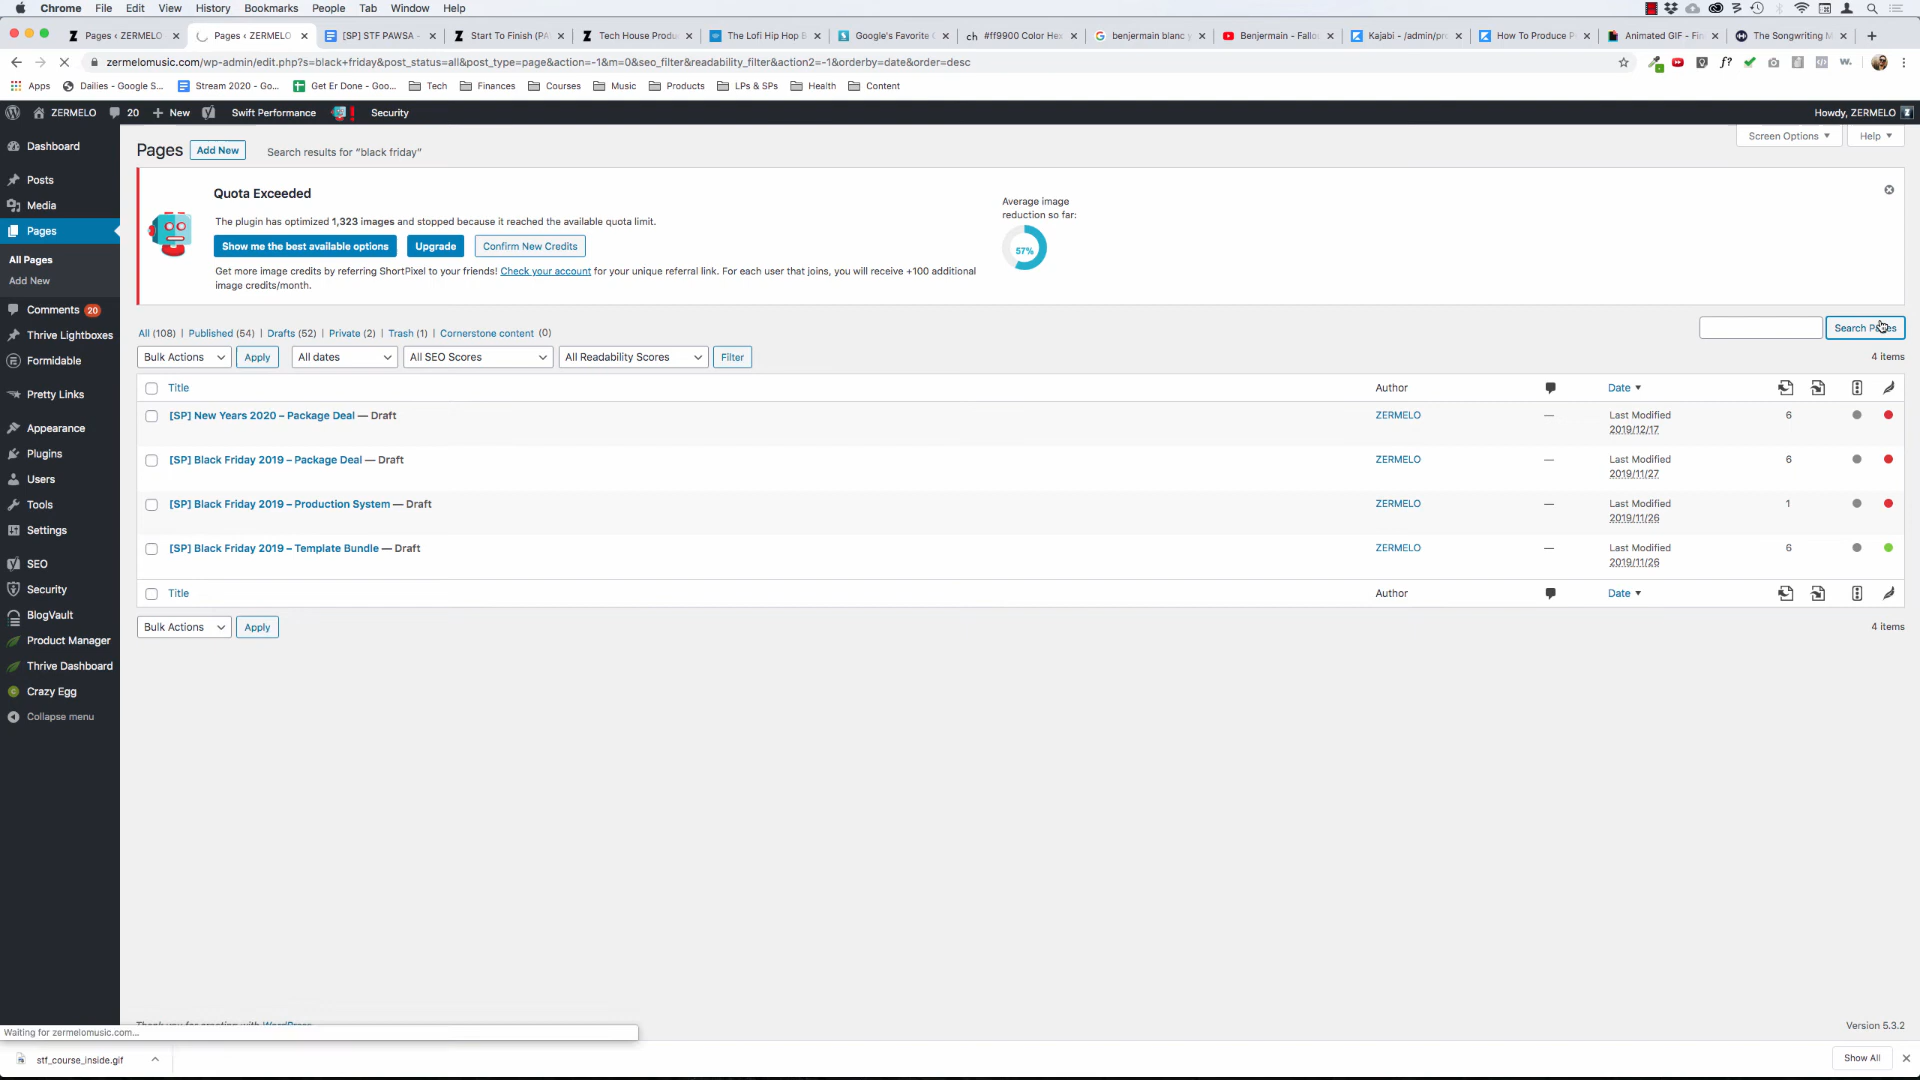 Chrome File Edit View History Bookmarks People Tab Window Help
Pages ‹ ZERMELO
Pages ‹ ZERMELO
[SP] STF PAWSA -
Start To Finish (PA
Tech House Produ
The Lofi Hip Hop B
Google's Favorite C
#ff9900 Color Hex
benjermain blanc y
Benjermain - Fallo
Kajabi - /admin/pr
How To Produce P
Animated GIF - Fin
The Songwriting M
zermelomusic.com/wp-admin/edit.php?s=black+friday&post_status=all&post_type=page&action=-1&m=0&seo_filter&readability_filter&action2=-1&orderby=date&order=desc
Apps Dailies - Google S... Stream 2020 - Go... Get Er Done - Goo... Tech Finances Courses Music Products LPs & SPs Health Content
ZERMELO 20 + New Swift Performance Security Howdy, ZERMELO
Screen Options Help
Dashboard
Posts
Media
Pages
All Pages
Add New
Comments 20
Thrive Lightboxes
Formidable
Pretty Links
Appearance
Plugins
Users
Tools
Settings
SEO
Security
BlogVault
Product Manager
Thrive Dashboard
Crazy Egg
Collapse menu
Pages Add New Search results for "black friday"
Quota Exceeded
The plugin has optimized 1,323 images and stopped because it reached the available quota limit.
Show me the best available options Upgrade Confirm New Credits
Get more image credits by referring ShortPixel to your friends! Check your account for your unique referral link. For each user that joins, you will receive +100 additional
image credits/month.
Average image
reduction so far:
57%
All (108) | Published (54) | Drafts (52) | Private (2) | Trash (1) | Cornerstone content (0)
Search Pages
Bulk Actions Apply All dates All SEO Scores All Readability Scores Filter
4 items
Title Author Date
[SP] New Years 2020 – Package Deal — Draft ZERMELO — Last Modified 6
2019/12/17
[SP] Black Friday 2019 – Package Deal — Draft ZERMELO — Last Modified 6
2019/11/27
[SP] Black Friday 2019 – Production System — Draft ZERMELO — Last Modified 1
2019/11/26
[SP] Black Friday 2019 – Template Bundle — Draft ZERMELO — Last Modified 6
2019/11/26
Title Author Date
Bulk Actions Apply 4 items
Version 5.3.2
Waiting for zermelomusic.com...
stf_course_inside.gif Show All